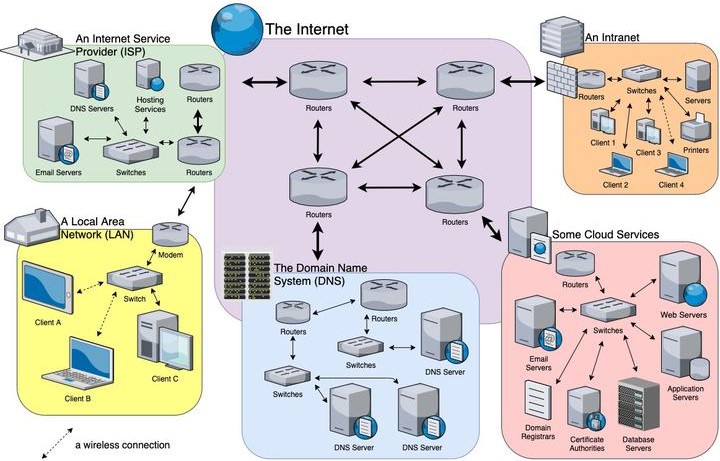 The Internet
An Internet Service
Provider (ISP)
DNS Servers
Hosting
Services
Routers
Email Servers
Switches
Routers
Routers
Routers
Routers
Routers
An Intranet
Routers
Switches
Servers
Client 1
Client 3
Printers
Client 2
Client 4
A Local Area
Network (LAN)
Modem
Switch
Client A
Client B
Client C
a wireless connection
The Domain Name
System (DNS)
Routers
Routers
Switches
DNS Server
Switches
DNS Server
DNS Server
Some Cloud Services
Routers
Switches
Web Servers
Email
Servers
Application
Servers
Domain
Registrars
Certificate
Authorities
Database
Servers